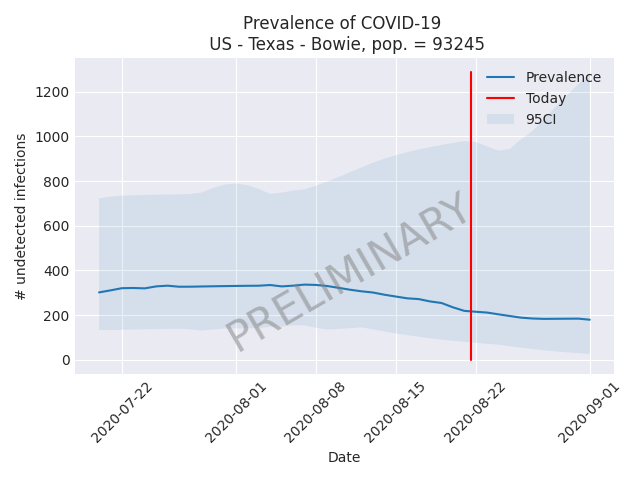 Prevalence of COVID-19
US - Texas - Bowie, pop. = 93245
Prevalence
Today
95CI
1200
1000
800
600
400
200
0
# undetected infections
PRELIMINARY
2020-07-22
2020-08-01
2020-08-08
2020-08-15
2020-08-22
2020-09-01
Date